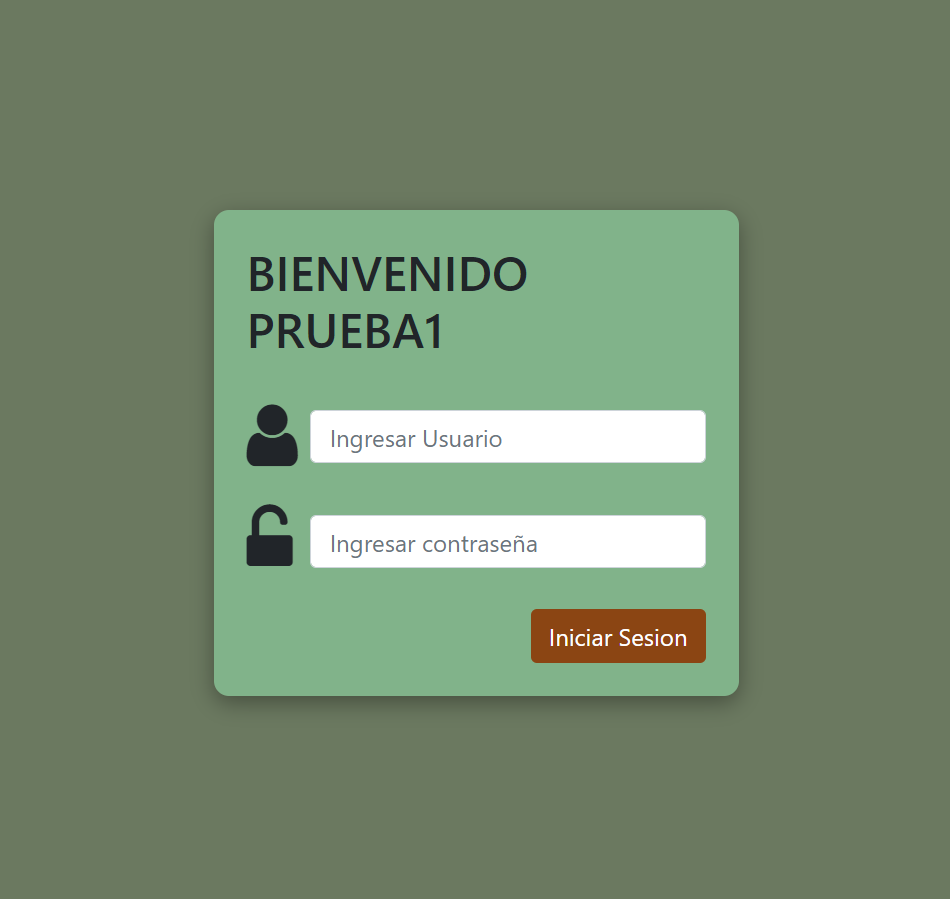 BIENVENIDO
PRUEBA1
Ingresar Usuario
Ingresar contraseña
Iniciar Sesion